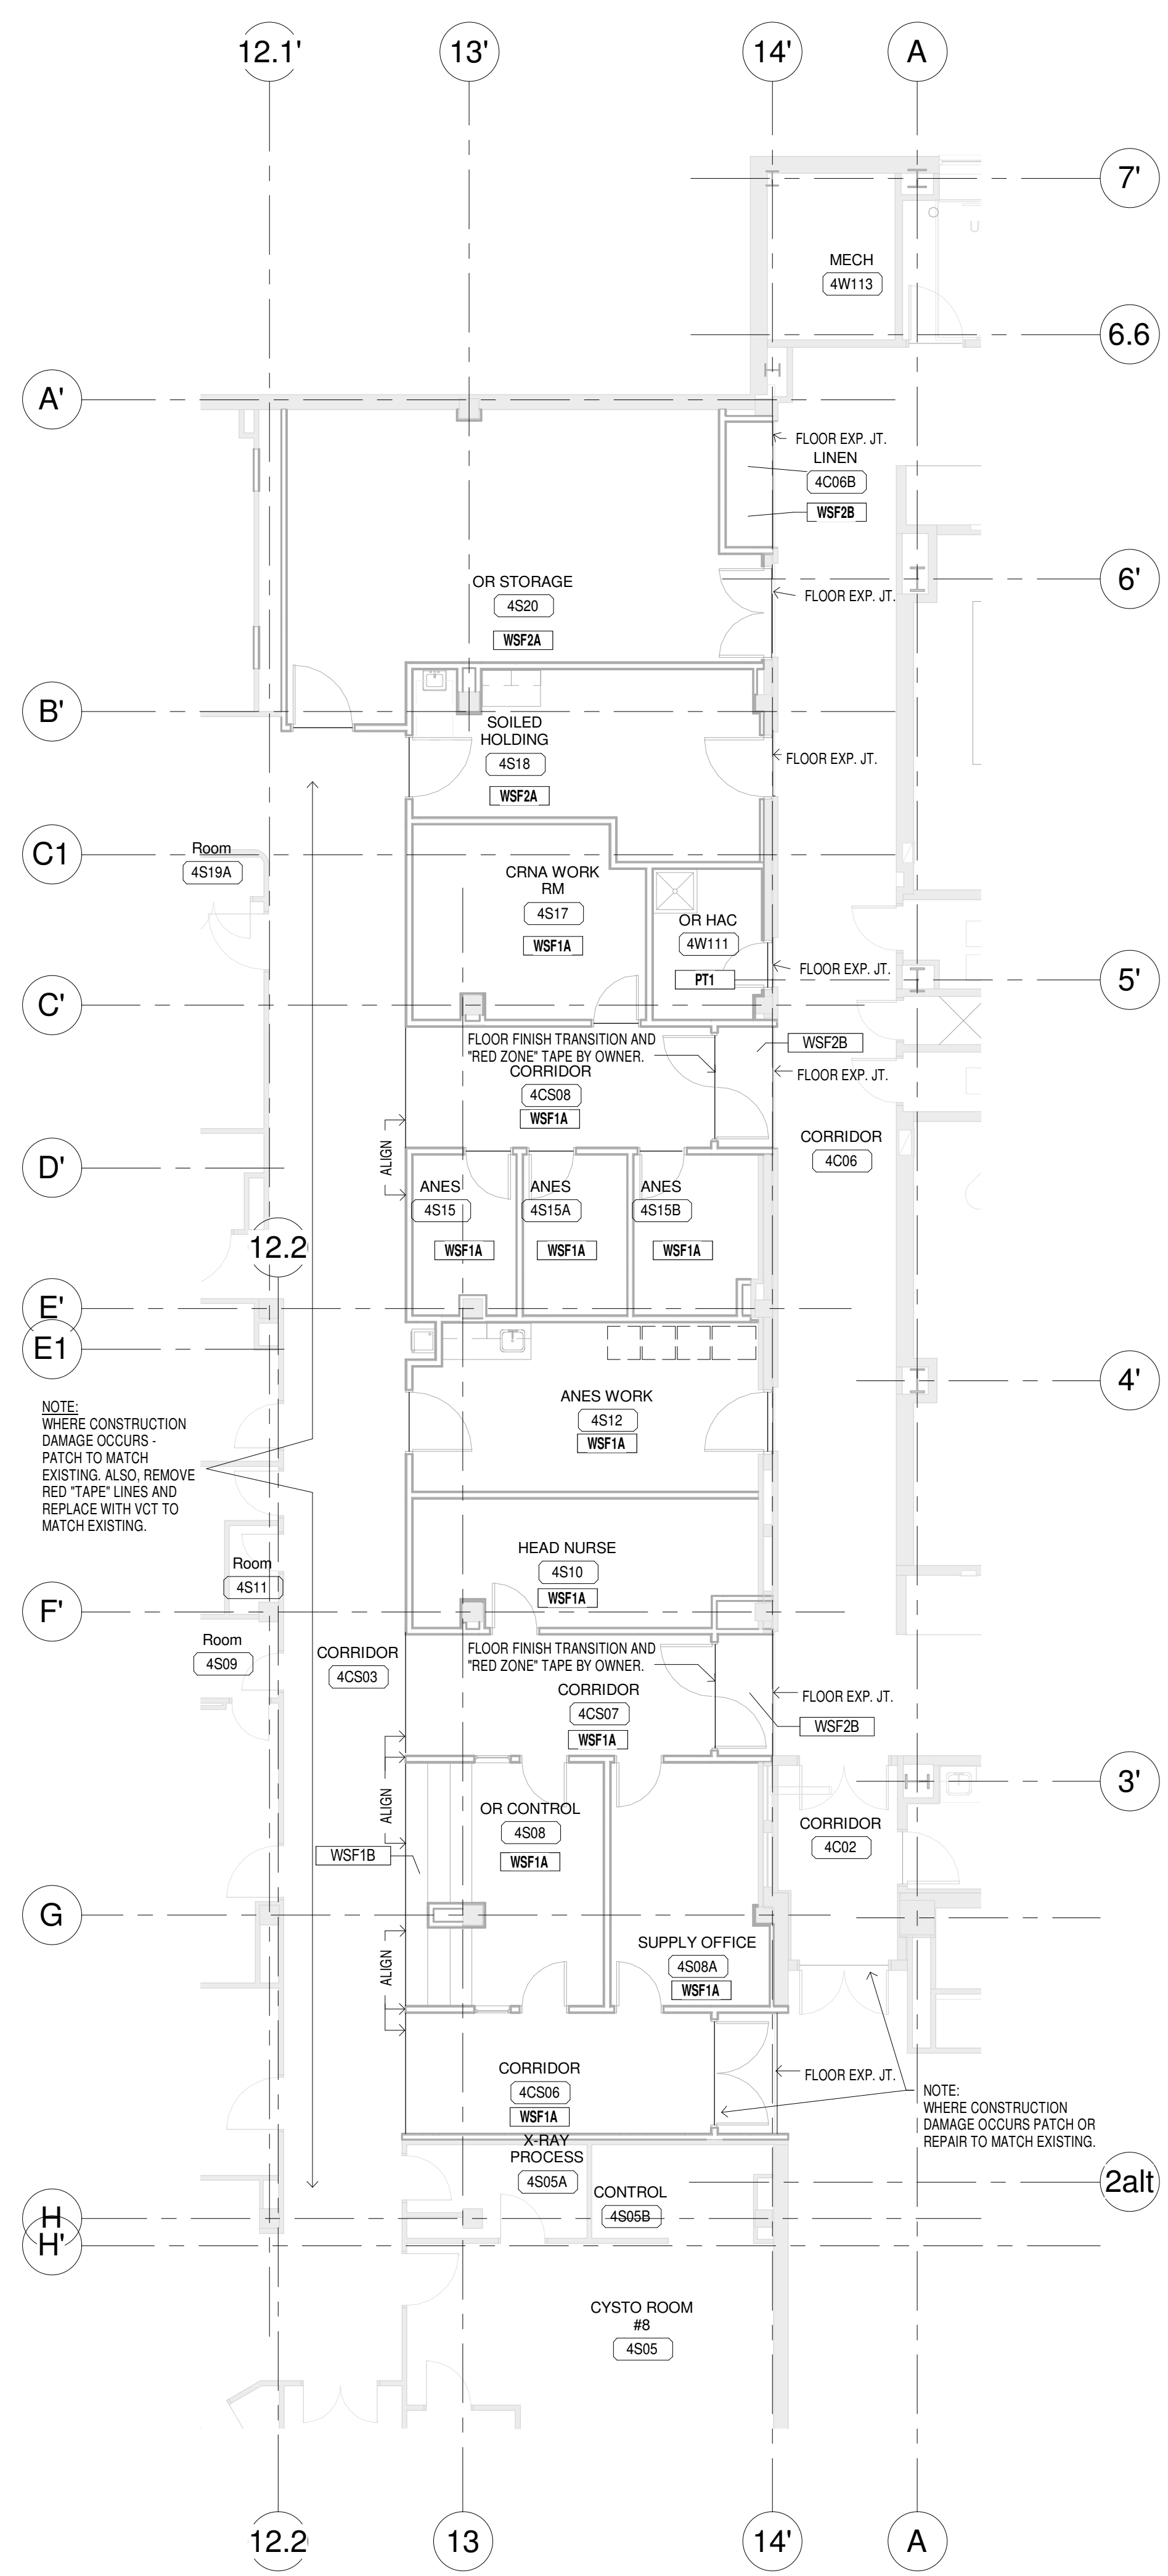 12.1'
13'
14'
A
7'
MECH
4W113
6.6
A'
FLOOR EXP. JT.
LINEN
4C06B
WSF2B
6'
OR STORAGE
4S20
FLOOR EXP. JT.
WSF2A
B'
SOILED
HOLDING
4S18
FLOOR EXP. JT.
WSF2A
C1
Room
4S19A
CRNA WORK
RM
4S17
WSF1A
OR HAC
4W111
PT1
FLOOR EXP. JT.
5'
C'
FLOOR FINISH TRANSITION AND
"RED ZONE" TAPE BY OWNER.
WSF2B
CORRIDOR
4CS08
WSF1A
FLOOR EXP. JT.
ALIGN
CORRIDOR
4C06
D'
ANES
4S15
WSF1A
ANES
4S15A
WSF1A
ANES
4S15B
WSF1A
12.2
E'
E1
4'
ANES WORK
4S12
WSF1A
NOTE:
WHERE CONSTRUCTION
DAMAGE OCCURS -
PATCH TO MATCH
EXISTING. ALSO, REMOVE
RED "TAPE" LINES AND
REPLACE WITH VCT TO
MATCH EXISTING.
HEAD NURSE
4S10
WSF1A
Room
4S11
F'
Room
4S09
CORRIDOR
4CS03
FLOOR FINISH TRANSITION AND
"RED ZONE" TAPE BY OWNER.
CORRIDOR
4CS07
WSF1A
FLOOR EXP. JT.
WSF2B
3'
ALIGN
OR CONTROL
4S08
WSF1A
WSF1B
CORRIDOR
4C02
G
SUPPLY OFFICE
4S08A
WSF1A
ALIGN
CORRIDOR
4CS06
WSF1A
FLOOR EXP. JT.
NOTE:
WHERE CONSTRUCTION
DAMAGE OCCURS PATCH OR
REPAIR TO MATCH EXISTING.
X-RAY
PROCESS
4S05A
CONTROL
4S05B
2alt
H
H'
CYSTO ROOM
#8
4S05
12.2
13
14'
A